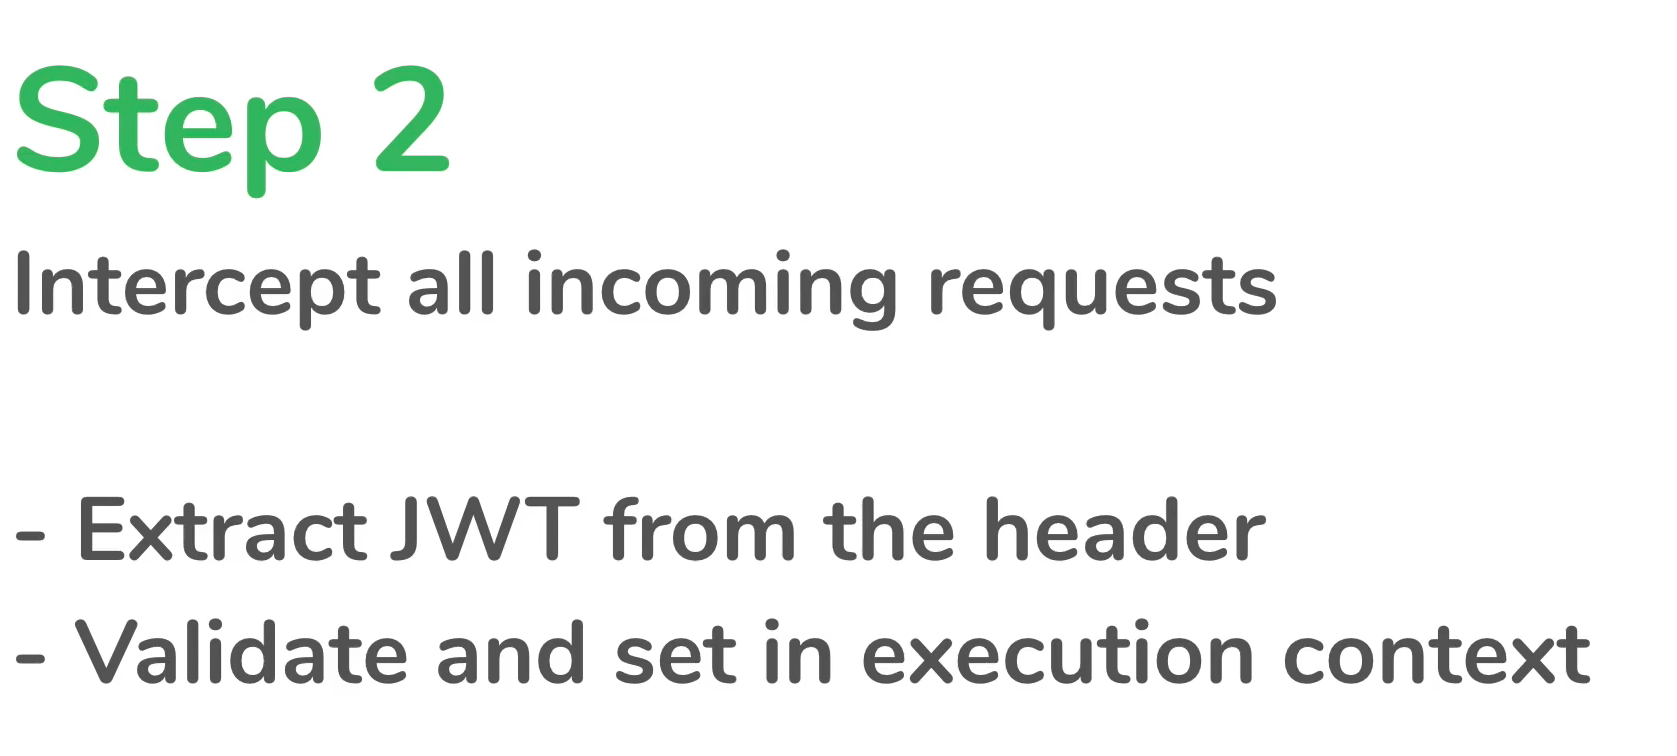 Step 2
Intercept all incoming requests
- Extract JWT from the header
- Validate and set in execution context